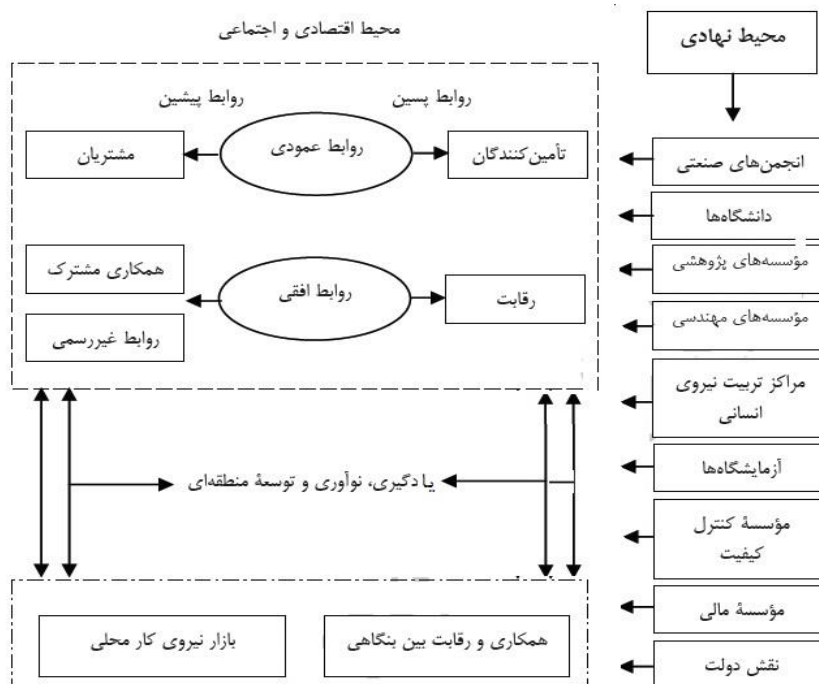 محیط نهادی
محیط اقتصادی و اجتماعی
روابط پسین
روابط پیشین
تأمین‌کنندگان
روابط عمودی
مشتریان
رقابت
روابط افقی
همکاری مشترک
روابط غیررسمی
انجمن‌های صنعتی
دانشگاه‌ها
مؤسسه‌های پژوهشی
مؤسسه‌های مهندسی
مراکز تربیت نیروی
انسانی
آزمایشگاه‌ها
مؤسسهٔ کنترل
کیفیت
مؤسسهٔ مالی
نقش دولت
یادگیری، نوآوری و توسعهٔ منطقه‌ای
همکاری و رقابت بین بنگاهی
بازار نیروی کار محلی